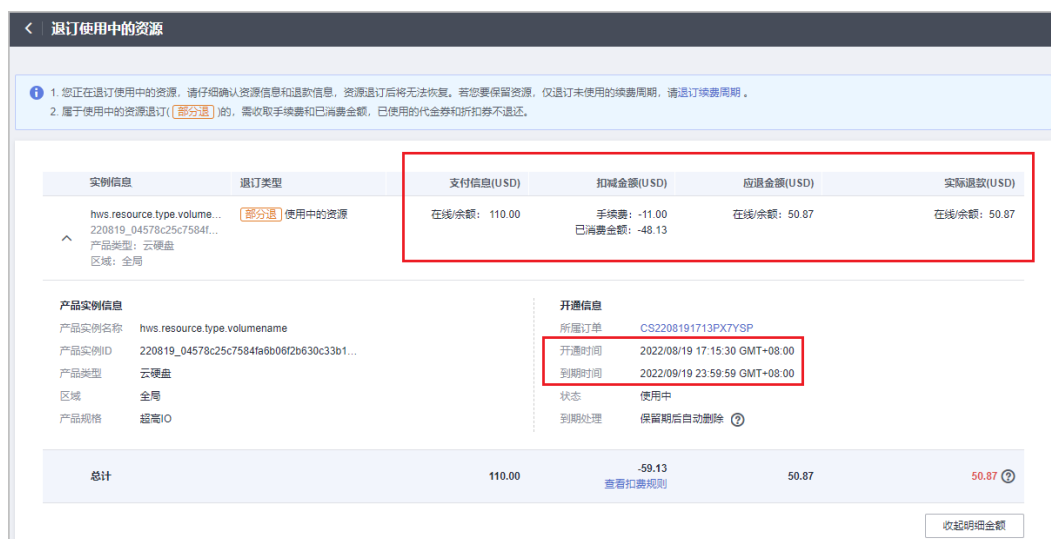 退订使用中的资源
1. 您正在退订使用中的资源，请仔细确认资源信息和退款信息，资源退订后将无法恢复。若您要保留资源，仅退订未使用的续费周期，请退订续费周期 。
2. 属于使用中的资源退订( 部分退 )的，需收取手续费和已消费金额，已使用的代金券和折扣券不退还。
实例信息 退订类型 支付信息(USD) 扣减金额(USD) 应退金额(USD) 实际退款(USD)
hws.resource.type.volume... 部分退 使用中的资源 在线/余额: 110.00 手续费: -11.00 在线/余额: 50.87 在线/余额: 50.87
220819_04578c25c7584f... 已消费金额: -48.13
产品类型: 云硬盘
区域: 全局
产品实例信息 开通信息
产品实例名称 hws.resource.type.volumename 所属订单 CS2208191713PX7YSP
产品实例ID 220819_04578c25c7584fa6b06f2b630c33b1... 开通时间 2022/08/19 17:15:30 GMT+08:00
产品类型 云硬盘 到期时间 2022/09/19 23:59:59 GMT+08:00
区域 全局 状态 使用中
产品规格 超高IO 到期处理 保留期后自动删除
总计 110.00 -59.13 50.87 50.87
查看扣费规则
收起明细金额